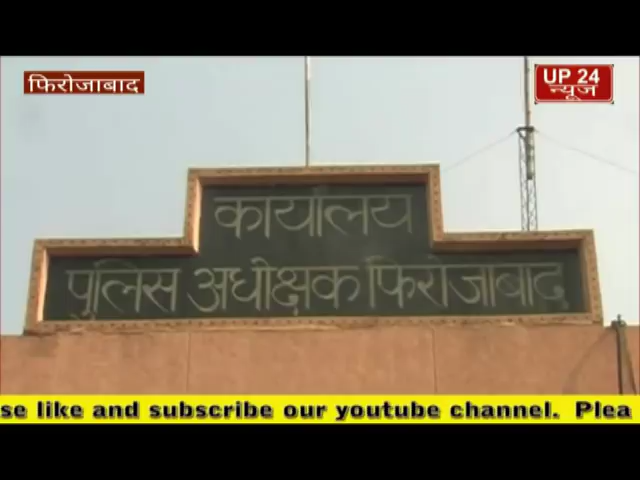 फिरोजाबाद
UP 24
न्यूज
कार्यालय
पुलिस अधीक्षक फिरोजाबाद
se like and subscribe our youtube channel. Plea